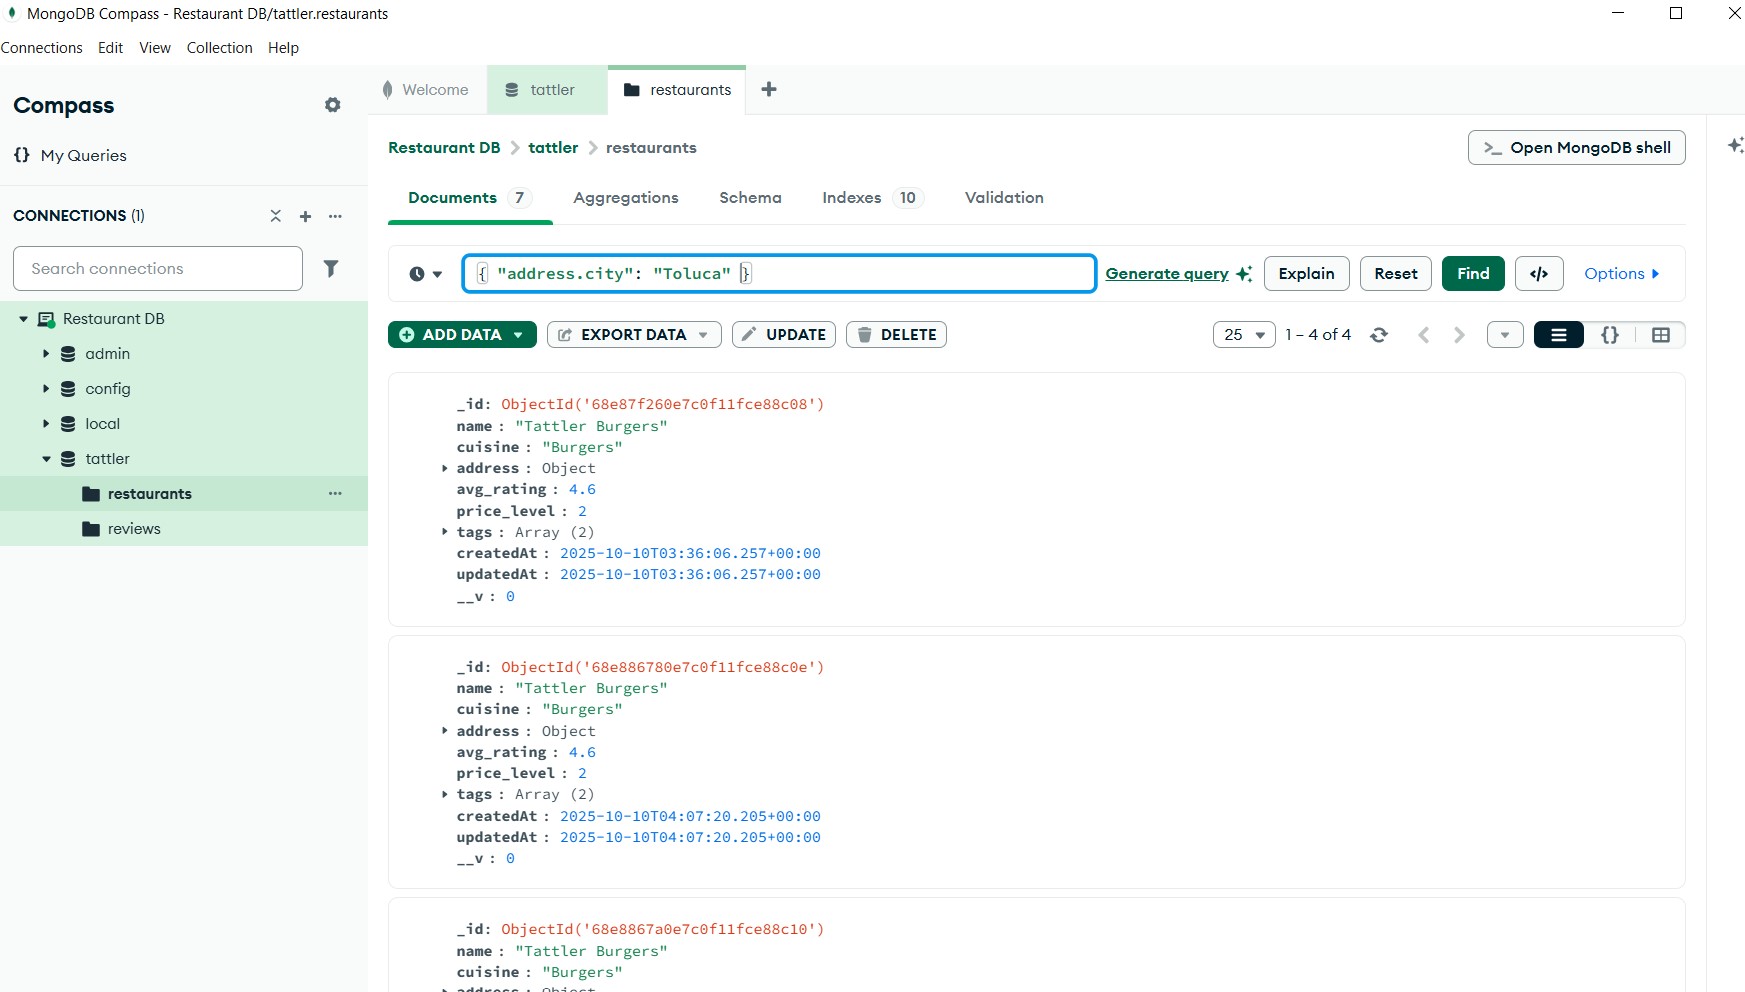 MongoDB Compass - Restaurant DB/tattler.restaurants
Connections Edit View Collection Help
Compass
{} My Queries
CONNECTIONS (1)
Search connections
Restaurant DB
admin
config
local
tattler
restaurants
reviews
Welcome
tattler
restaurants
Restaurant DB > tattler > restaurants
>_ Open MongoDB shell
Documents 7 Aggregations Schema Indexes 10 Validation
{ "address.city": "Toluca" }
Generate query Explain Reset Find </> Options
ADD DATA EXPORT DATA UPDATE DELETE
25 1 – 4 of 4 {}
_id: ObjectId('68e87f260e7c0f11fce88c08')
name : "Tattler Burgers"
cuisine : "Burgers"
address : Object
avg_rating : 4.6
price_level : 2
tags : Array (2)
createdAt : 2025-10-10T03:36:06.257+00:00
updatedAt : 2025-10-10T03:36:06.257+00:00
__v : 0
_id: ObjectId('68e886780e7c0f11fce88c0e')
name : "Tattler Burgers"
cuisine : "Burgers"
address : Object
avg_rating : 4.6
price_level : 2
tags : Array (2)
createdAt : 2025-10-10T04:07:20.205+00:00
updatedAt : 2025-10-10T04:07:20.205+00:00
__v : 0
_id: ObjectId('68e8867a0e7c0f11fce88c10')
name : "Tattler Burgers"
cuisine : "Burgers"
address : Object